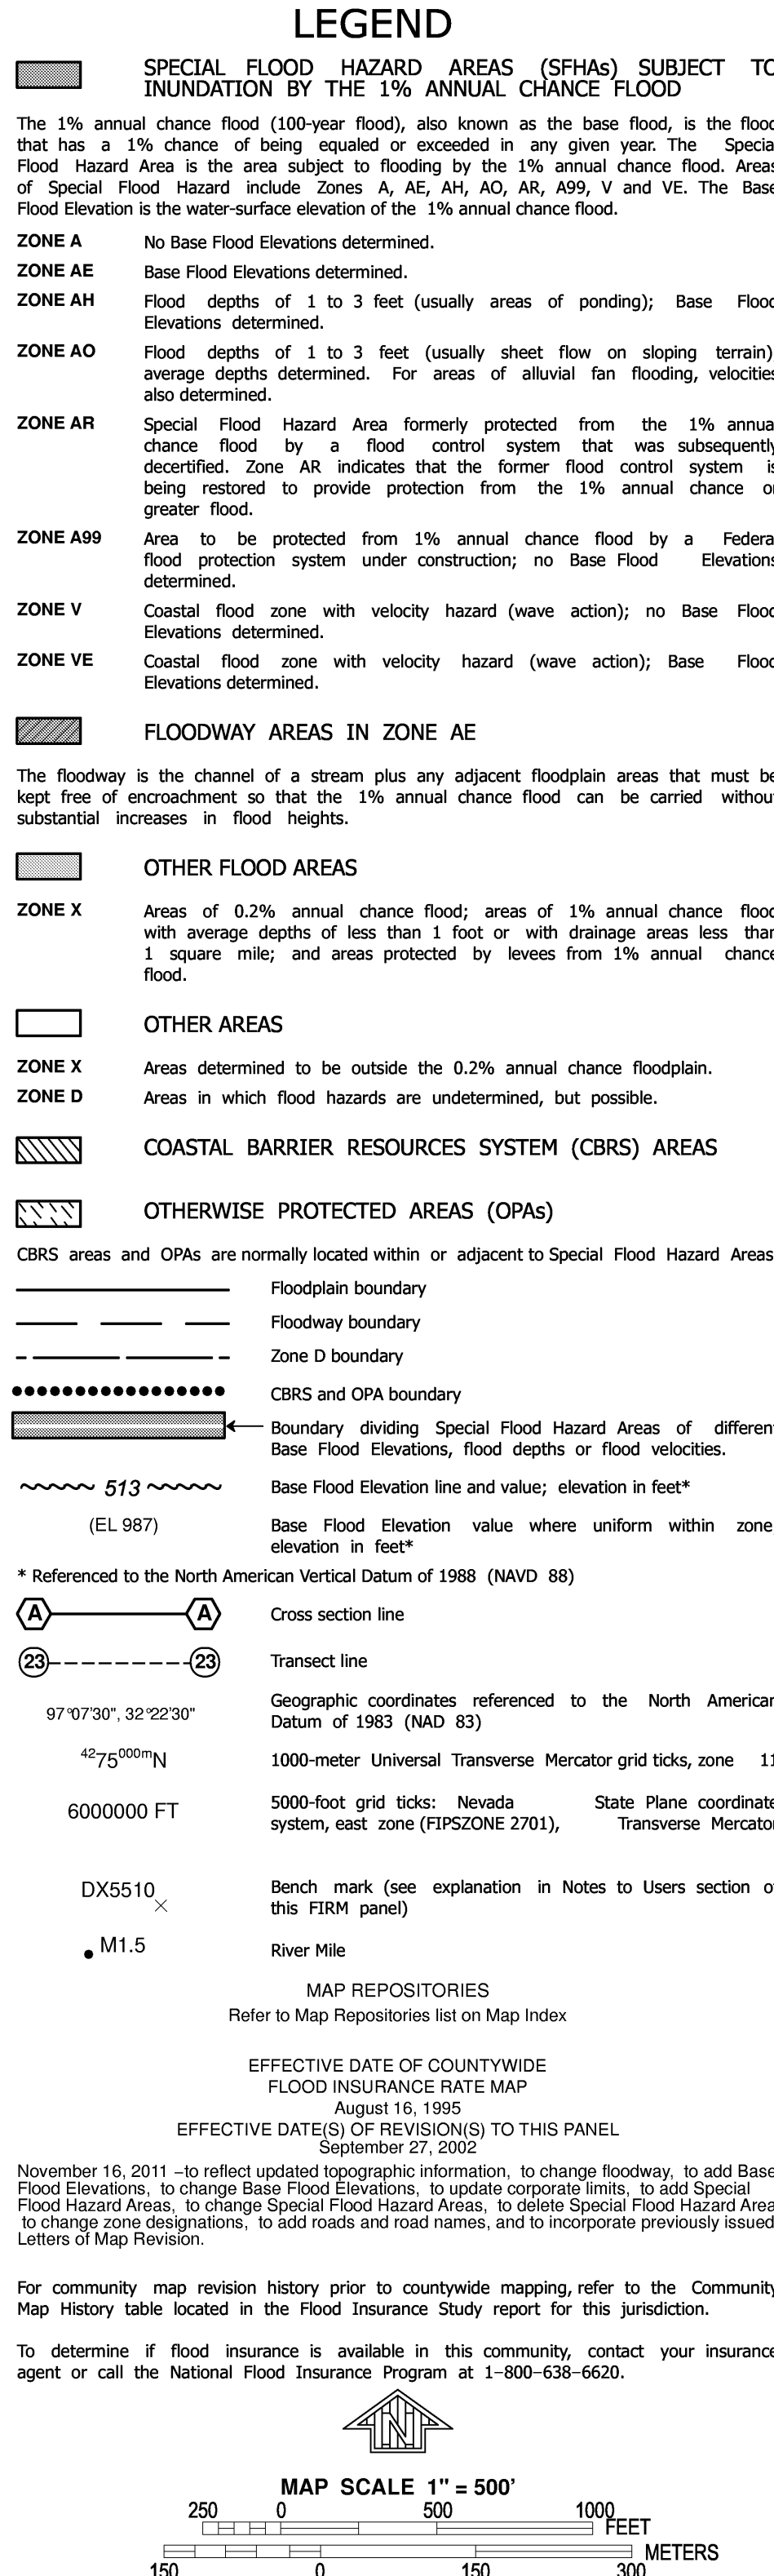 LEGEND
SPECIAL FLOOD HAZARD AREAS (SFHAs) SUBJECT TO
INUNDATION BY THE 1% ANNUAL CHANCE FLOOD
The 1% annual chance flood (100-year flood), also known as the base flood, is the flood
that has a 1% chance of being equaled or exceeded in any given year. The Specia
Flood Hazard Area is the area subject to flooding by the 1% annual chance flood. Areas
of Special Flood Hazard include Zones A, AE, AH, AO, AR, A99, V and VE. The Base
Flood Elevation is the water-surface elevation of the 1% annual chance flood.
ZONE A No Base Flood Elevations determined.
ZONE AE Base Flood Elevations determined.
ZONE AH Flood depths of 1 to 3 feet (usually areas of ponding); Base Flood
Elevations determined.
ZONE AO Flood depths of 1 to 3 feet (usually sheet flow on sloping terrain)
average depths determined. For areas of alluvial fan flooding, velocities
also determined.
ZONE AR Special Flood Hazard Area formerly protected from the 1% annua
chance flood by a flood control system that was subsequently
decertified. Zone AR indicates that the former flood control system is
being restored to provide protection from the 1% annual chance or
greater flood.
ZONE A99 Area to be protected from 1% annual chance flood by a Federa
flood protection system under construction; no Base Flood Elevations
determined.
ZONE V Coastal flood zone with velocity hazard (wave action); no Base Flood
Elevations determined.
ZONE VE Coastal flood zone with velocity hazard (wave action); Base Flood
Elevations determined.
FLOODWAY AREAS IN ZONE AE
The floodway is the channel of a stream plus any adjacent floodplain areas that must be
kept free of encroachment so that the 1% annual chance flood can be carried without
substantial increases in flood heights.
OTHER FLOOD AREAS
ZONE X Areas of 0.2% annual chance flood; areas of 1% annual chance flood
with average depths of less than 1 foot or with drainage areas less than
1 square mile; and areas protected by levees from 1% annual chance
flood.
OTHER AREAS
ZONE X Areas determined to be outside the 0.2% annual chance floodplain.
ZONE D Areas in which flood hazards are undetermined, but possible.
COASTAL BARRIER RESOURCES SYSTEM (CBRS) AREAS
OTHERWISE PROTECTED AREAS (OPAs)
CBRS areas and OPAs are normally located within or adjacent to Special Flood Hazard Areas
Floodplain boundary
Floodway boundary
Zone D boundary
CBRS and OPA boundary
Boundary dividing Special Flood Hazard Areas of different
Base Flood Elevations, flood depths or flood velocities.
513 Base Flood Elevation line and value; elevation in feet*
(EL 987) Base Flood Elevation value where uniform within zone
elevation in feet*
* Referenced to the North American Vertical Datum of 1988 (NAVD 88)
A A Cross section line
23 23 Transect line
97°07'30", 32°22'30" Geographic coordinates referenced to the North American
Datum of 1983 (NAD 83)
4275000mN 1000-meter Universal Transverse Mercator grid ticks, zone 11
6000000 FT 5000-foot grid ticks: Nevada State Plane coordinate
system, east zone (FIPSZONE 2701), Transverse Mercator
DX5510 Bench mark (see explanation in Notes to Users section of
this FIRM panel)
M1.5 River Mile
MAP REPOSITORIES
Refer to Map Repositories list on Map Index
EFFECTIVE DATE OF COUNTYWIDE
FLOOD INSURANCE RATE MAP
August 16, 1995
EFFECTIVE DATE(S) OF REVISION(S) TO THIS PANEL
September 27, 2002
November 16, 2011 –to reflect updated topographic information, to change floodway, to add Base
Flood Elevations, to change Base Flood Elevations, to update corporate limits, to add Special
Flood Hazard Areas, to change Special Flood Hazard Areas, to delete Special Flood Hazard Area
to change zone designations, to add roads and road names, and to incorporate previously issued
Letters of Map Revision.
For community map revision history prior to countywide mapping, refer to the Community
Map History table located in the Flood Insurance Study report for this jurisdiction.
To determine if flood insurance is available in this community, contact your insurance
agent or call the National Flood Insurance Program at 1-800-638-6620.
N
MAP SCALE 1" = 500'
250 0 500 1000
FEET
METERS
150 0 150 300